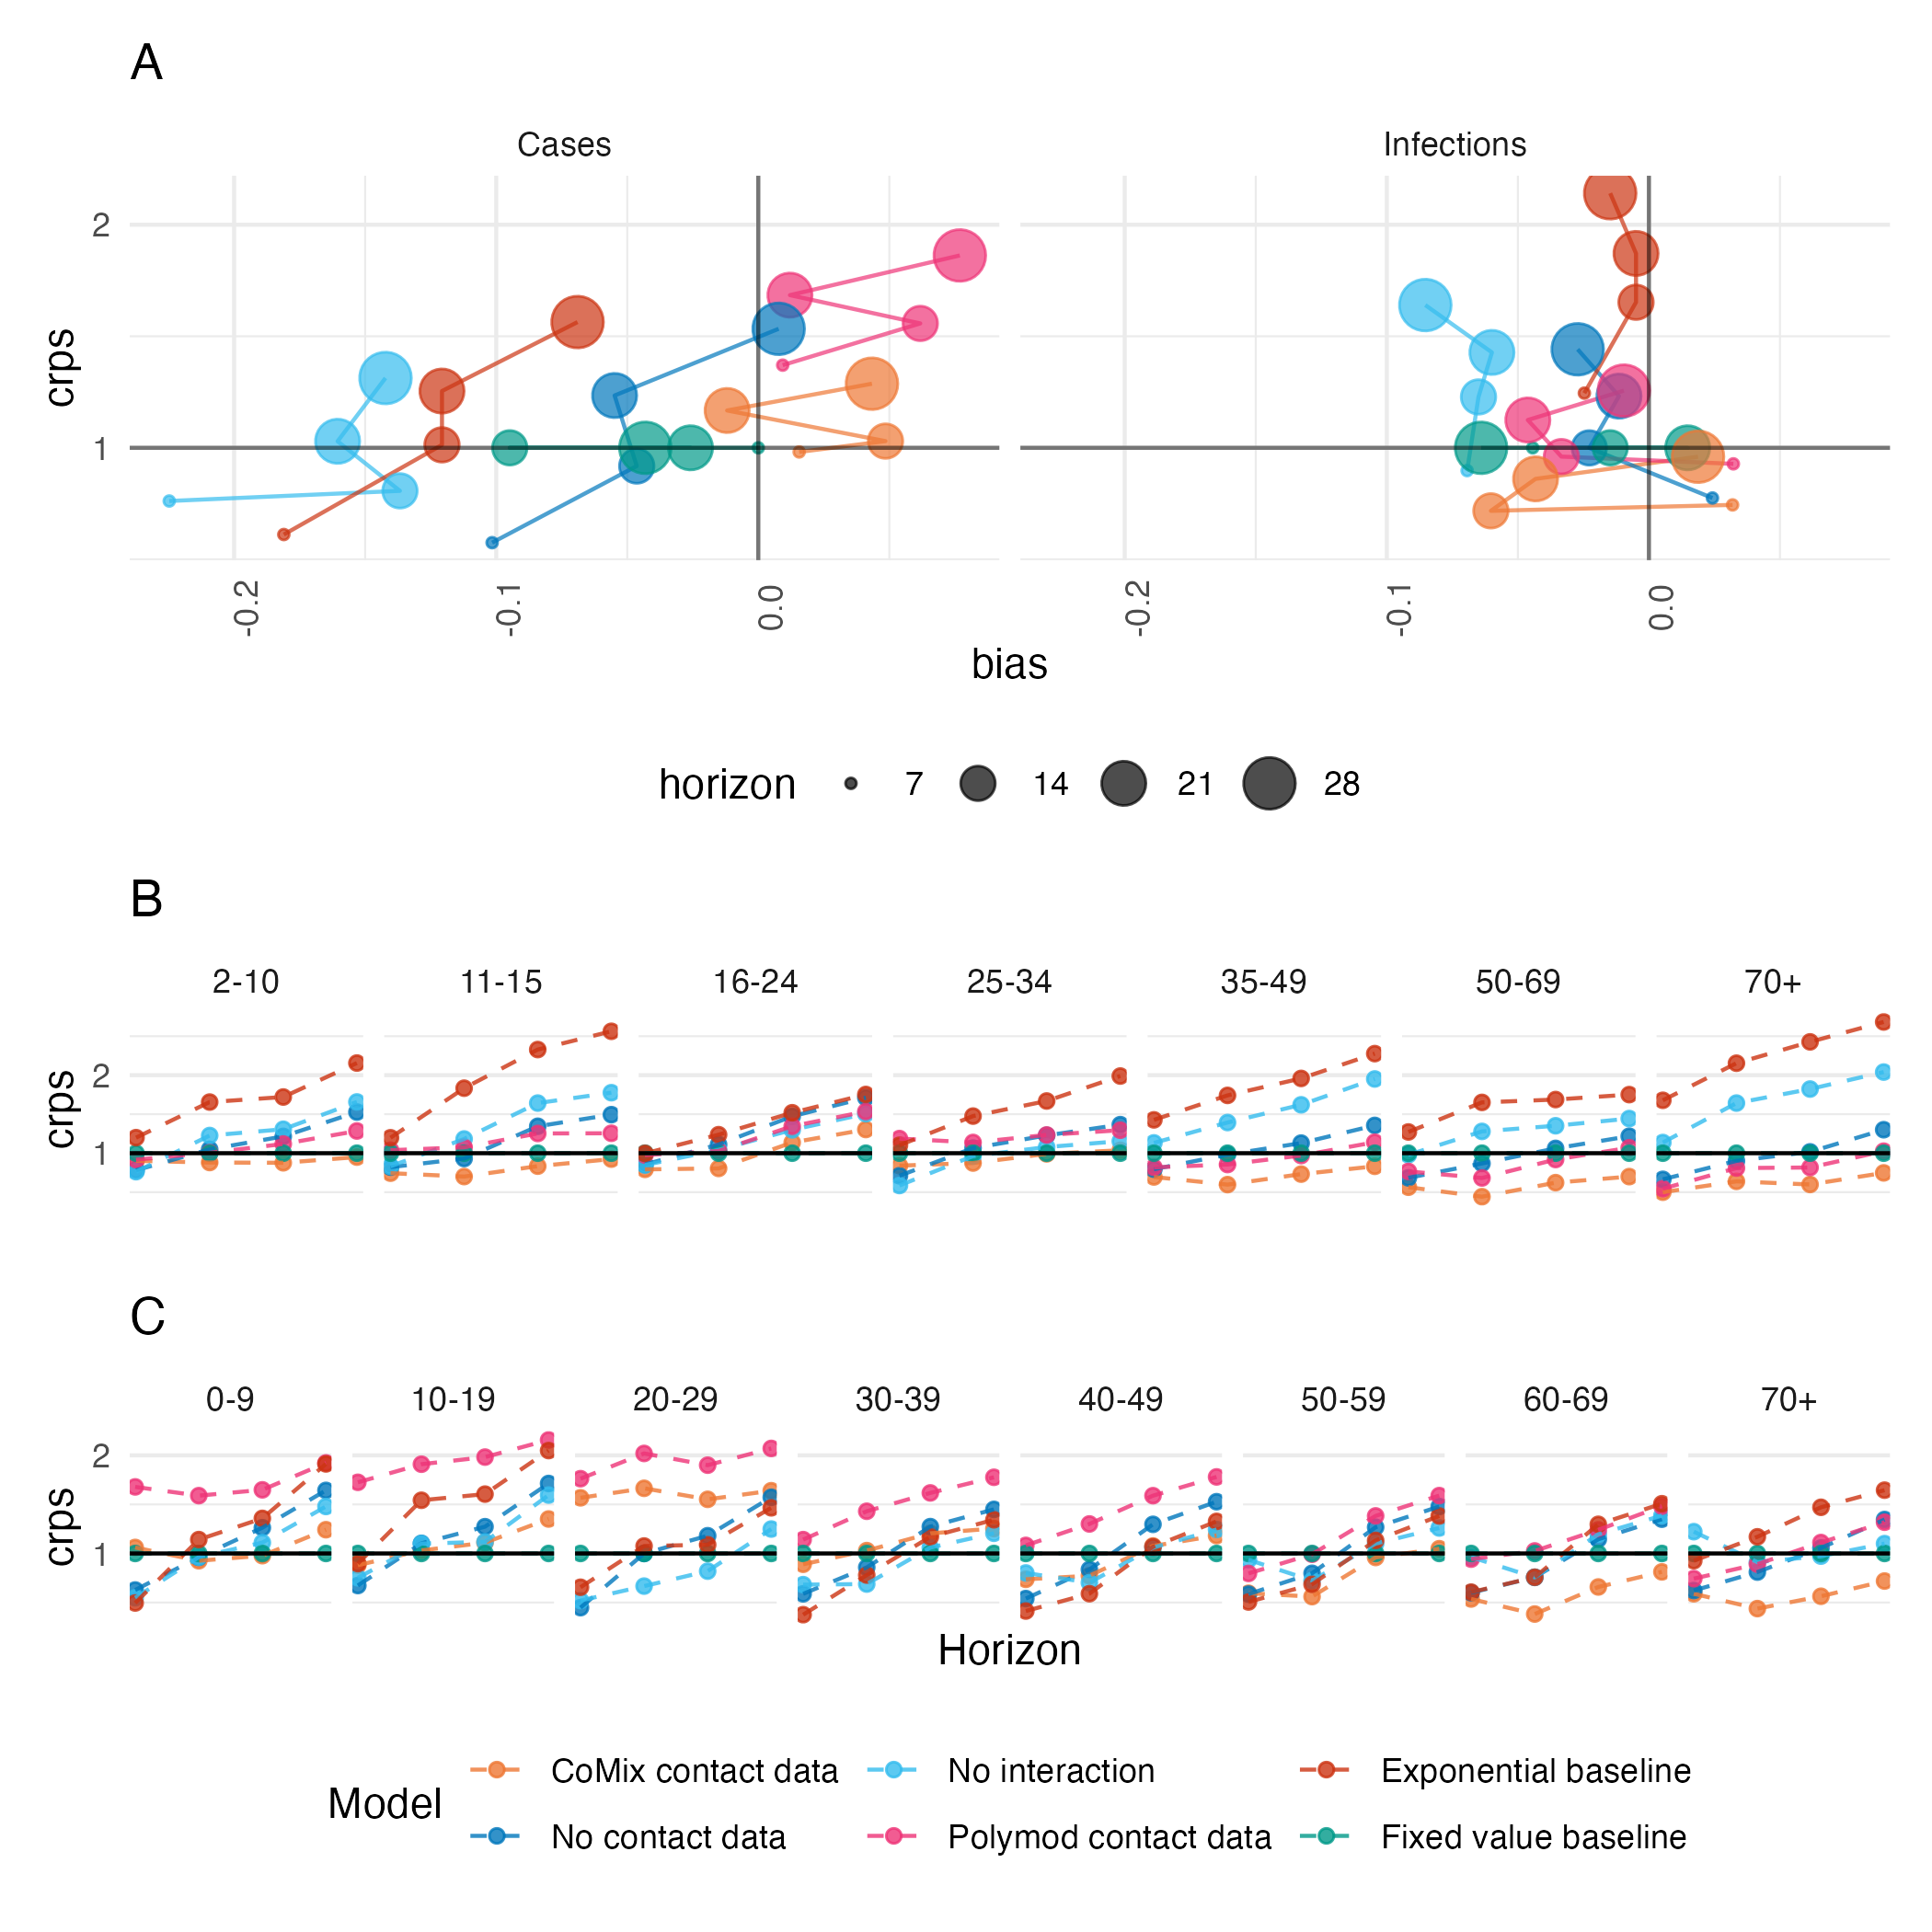 A
Cases Infections
2
1
crps
-0.2 -0.1 0.0 -0.2 -0.1 0.0
bias
horizon 7 14 21 28
B
2-10 11-15 16-24 25-34 35-49 50-69 70+
2
1
crps
C
0-9 10-19 20-29 30-39 40-49 50-59 60-69 70+
2
1
crps
Horizon
Model
CoMix contact data No interaction Exponential baseline
No contact data Polymod contact data Fixed value baseline